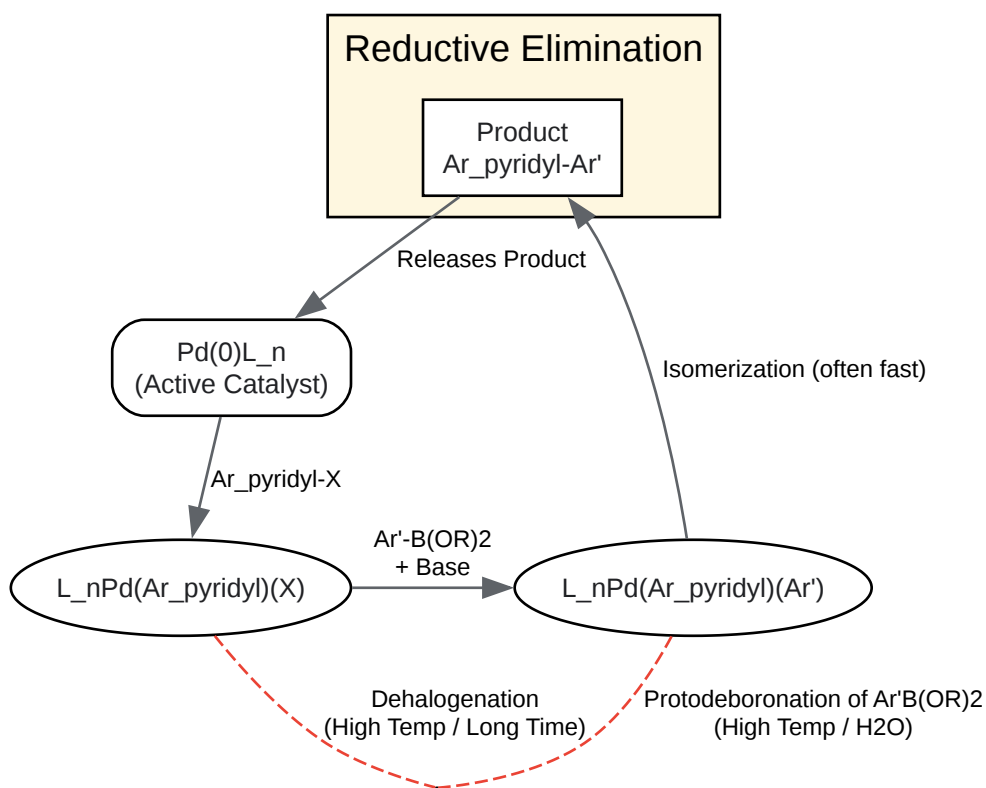 Reductive Elimination
Product
Ar_pyridyl-Ar'
Releases Product
Pd(0)L_n
(Active Catalyst)
Isomerization (often fast)
Ar_pyridyl-X
Ar'-B(OR)2
+ Base
L_nPd(Ar_pyridyl)(X)
L_nPd(Ar_pyridyl)(Ar')
Dehalogenation
(High Temp / Long Time)
Protodeboronation of Ar'B(OR)2
(High Temp / H2O)